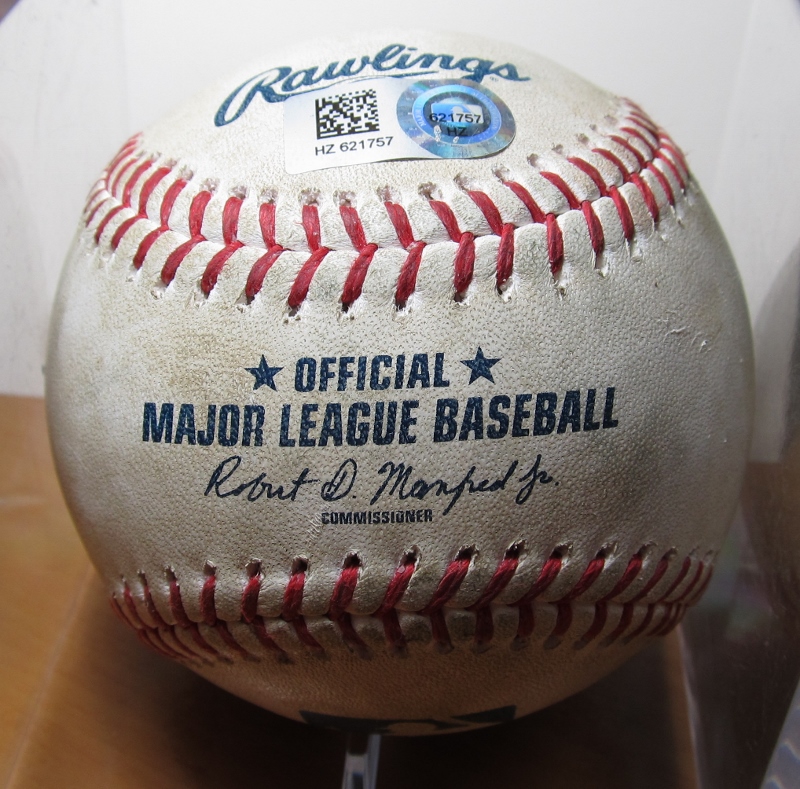 Rawlings
HZ 621757
621757
HZ
★ OFFICIAL ★
MAJOR LEAGUE BASEBALL
Robert D. Manfred Jr.
COMMISSIONER